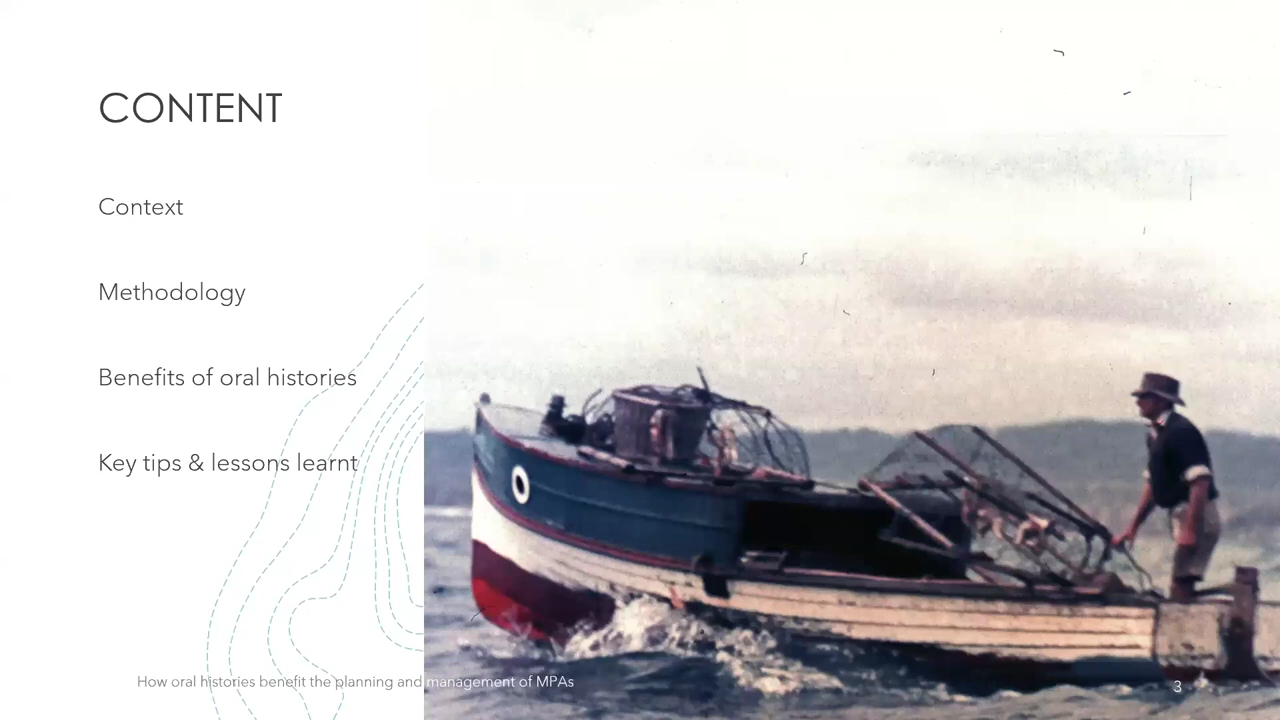 CONTENT
Context
Methodology
Benefits of oral histories
Key tips & lessons learnt
How oral histories benefit the planning and management of MPAs
3